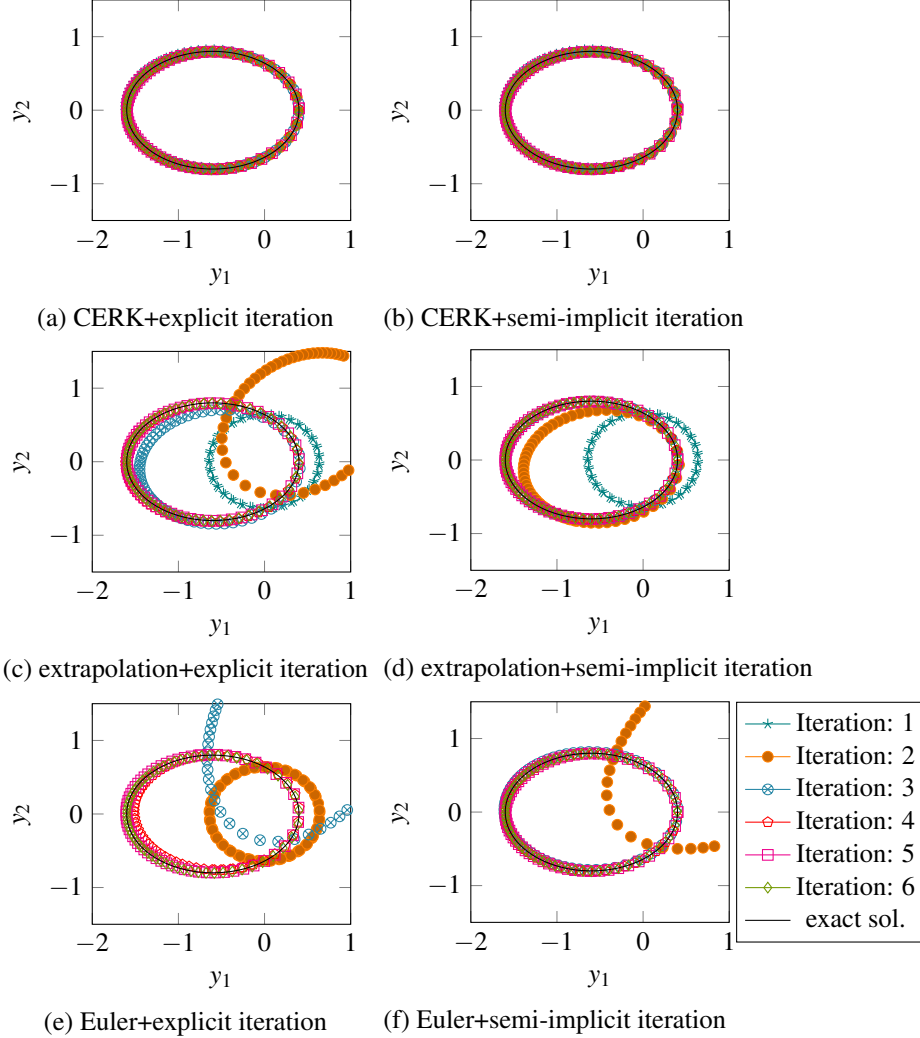 1
0
−1
y2
−2 −1 0 1
y1
(a) CERK+explicit iteration
1
0
−1
y2
−2 −1 0 1
y1
(b) CERK+semi-implicit iteration
1
0
−1
y2
−2 −1 0 1
y1
(c) extrapolation+explicit iteration
1
0
−1
y2
−2 −1 0 1
y1
(d) extrapolation+semi-implicit iteration
1
0
−1
y2
−2 −1 0 1
y1
(e) Euler+explicit iteration
1
0
−1
y2
−2 −1 0 1
y1
(f) Euler+semi-implicit iteration
Iteration: 1
Iteration: 2
Iteration: 3
Iteration: 4
Iteration: 5
Iteration: 6
exact sol.